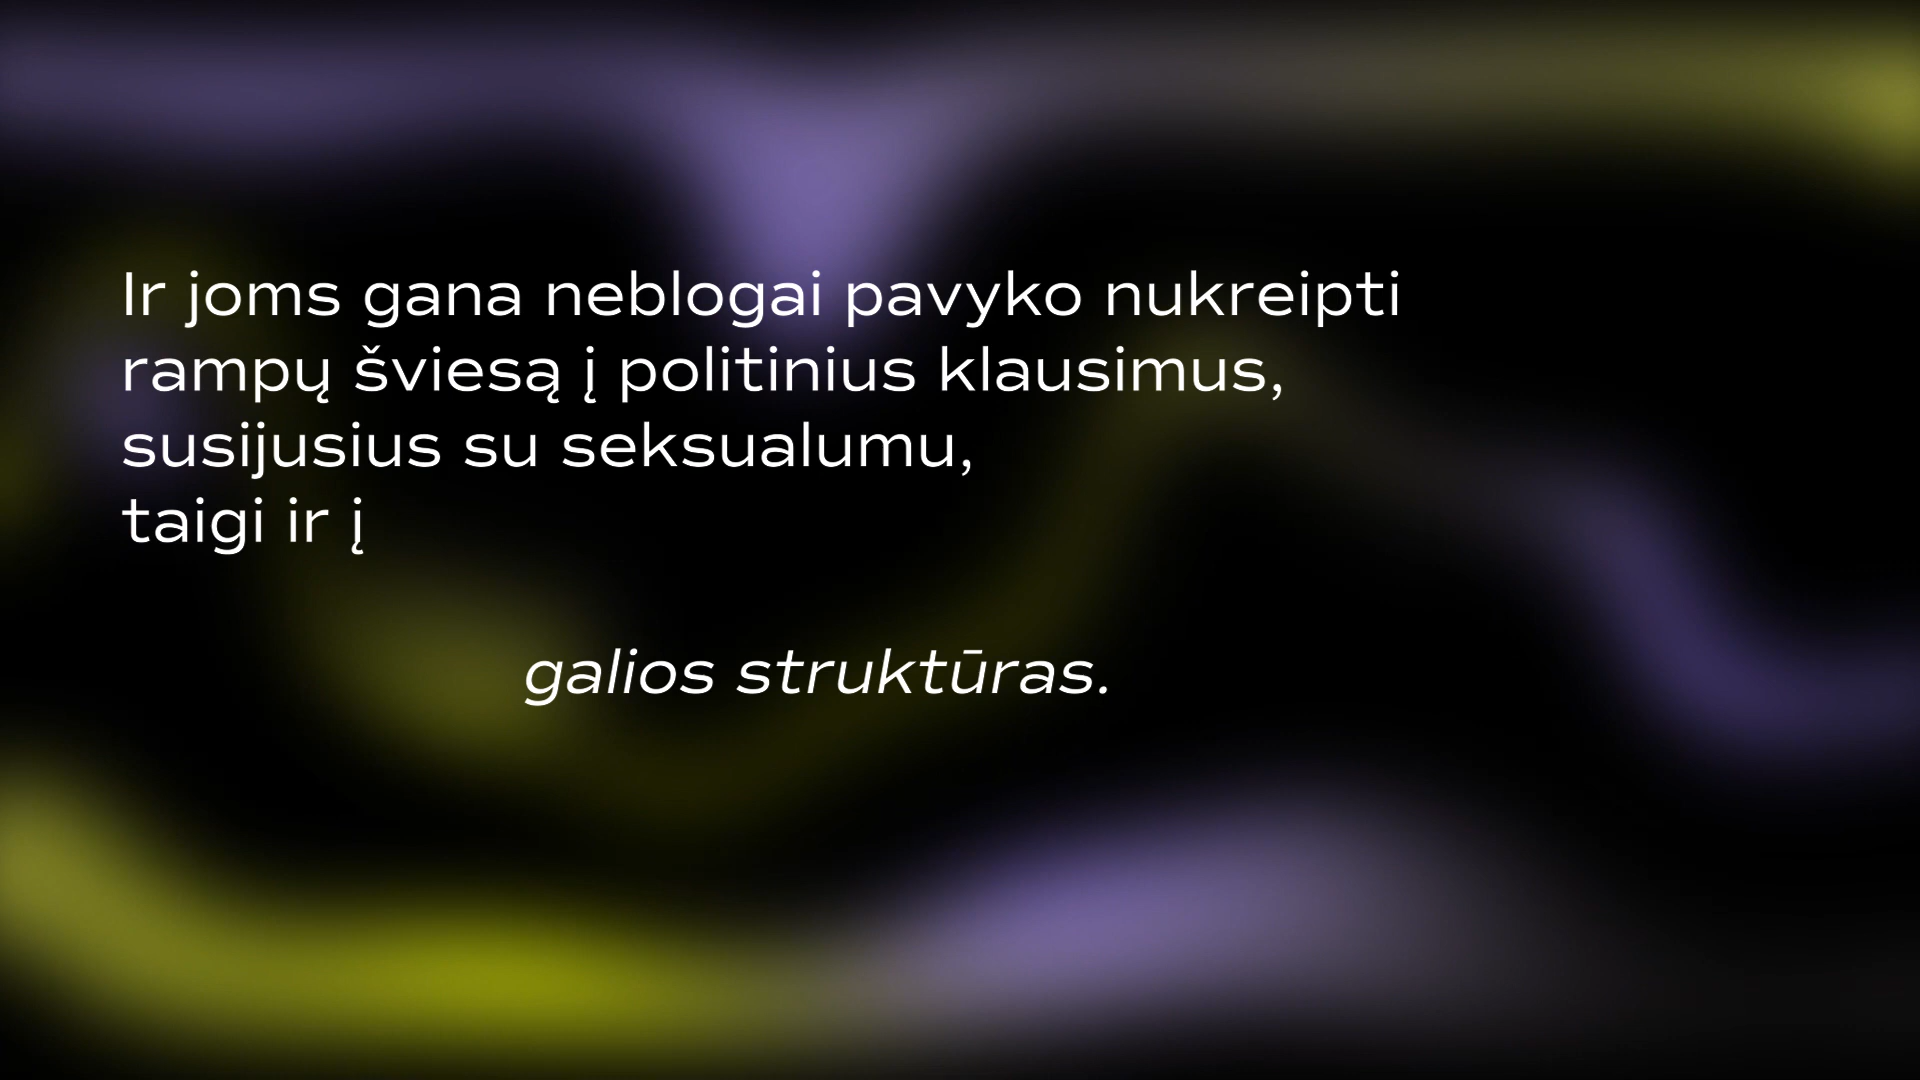 Ir joms gana neblogai pavyko nukreipti
rampų šviesą į politinius klausimus,
susijusius su seksualumu,
taigi ir į
galios struktūras.